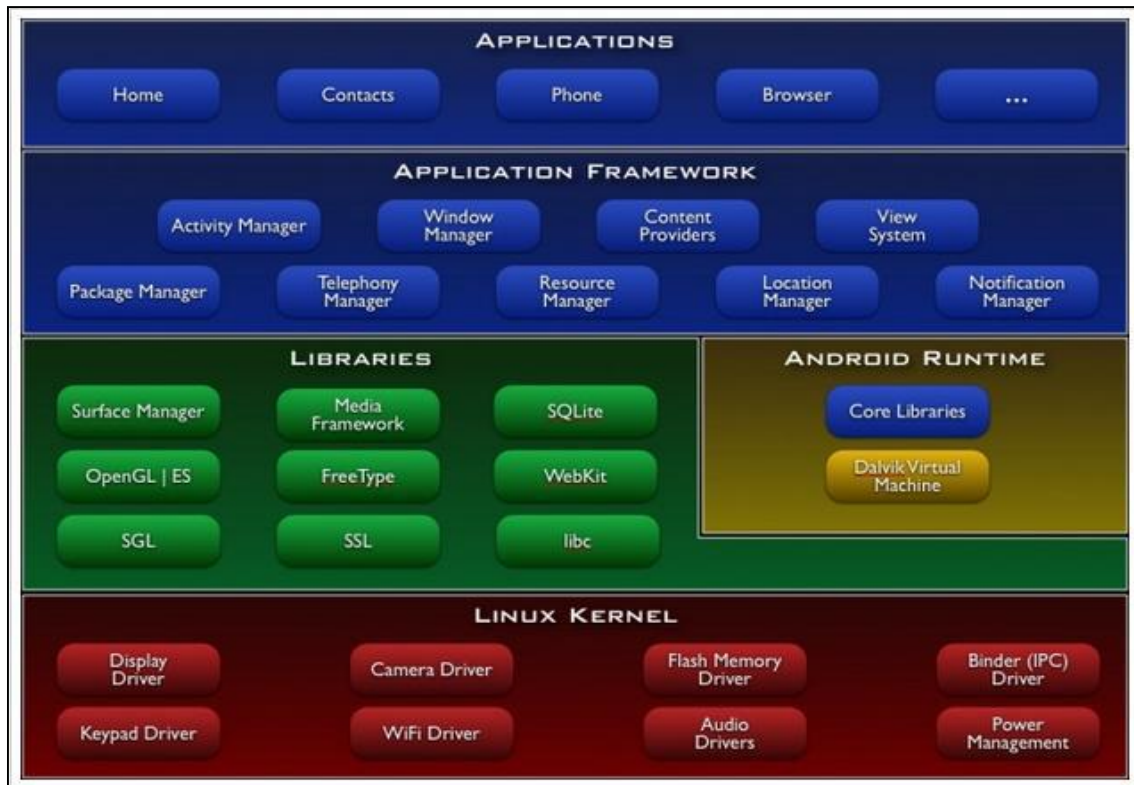 APPLICATIONS
Home
Contacts
Phone
Browser
...
APPLICATION FRAMEWORK
Activity Manager
Window
Manager
Content
Providers
View
System
Package Manager
Telephony
Manager
Resource
Manager
Location
Manager
Notification
Manager
LIBRARIES
Surface Manager
Media
Framework
SQLite
OpenGL | ES
FreeType
WebKit
SGL
SSL
libc
ANDROID RUNTIME
Core Libraries
Dalvik Virtual
Machine
LINUX KERNEL
Display
Driver
Camera Driver
Flash Memory
Driver
Binder (IPC)
Driver
Keypad Driver
WiFi Driver
Audio
Drivers
Power
Management